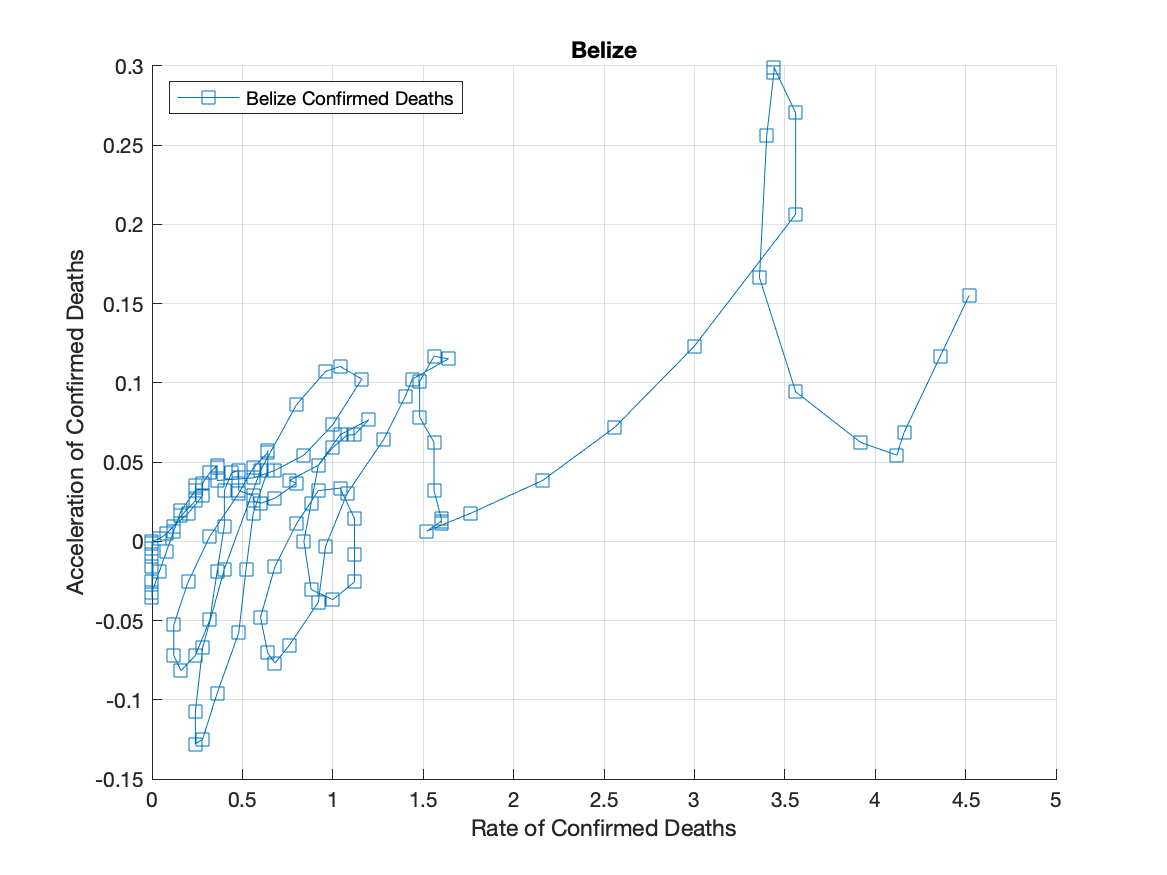 Belize
Belize Confirmed Deaths
0.3
0.25
0.2
0.15
0.1
0.05
0
-0.05
-0.1
-0.15
Acceleration of Confirmed Deaths
0 0.5 1 1.5 2 2.5 3 3.5 4 4.5 5
Rate of Confirmed Deaths